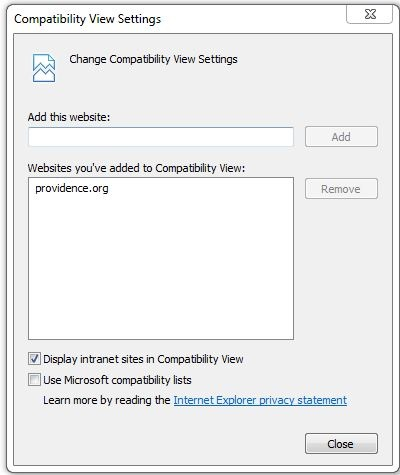 Compatibility View Settings
Change Compatibility View Settings
Add this website:
Add
Websites you've added to Compatibility View:
providence.org
Remove
Display intranet sites in Compatibility View
Use Microsoft compatibility lists
Learn more by reading the Internet Explorer privacy statement
Close